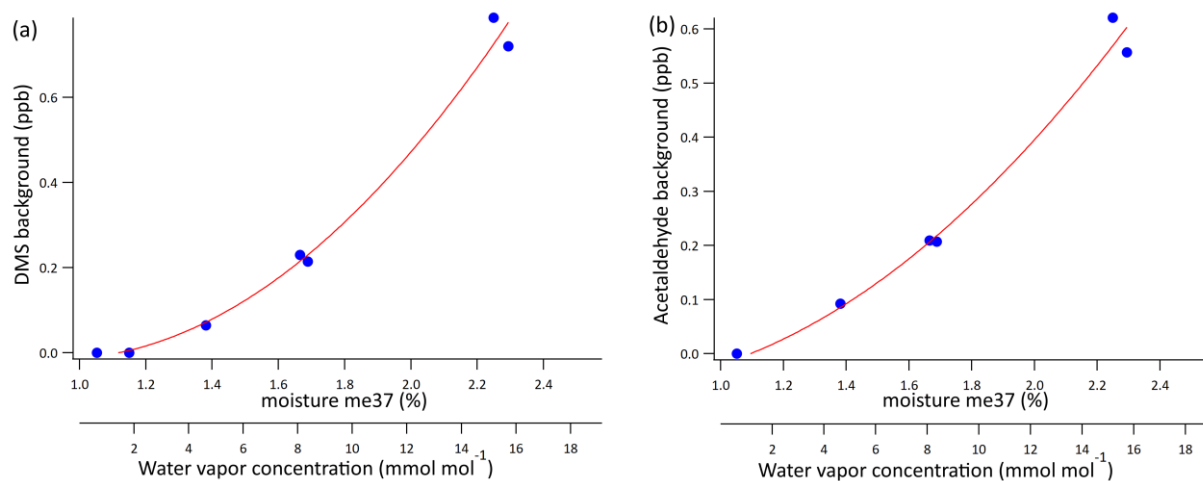 (a)
DMS background (ppb)
0.6
0.4
0.2
0.0
1.0 1.2 1.4 1.6 1.8 2.0 2.2 2.4
moisture me37 (%)
2 4 6 8 10 12 14 16 18
Water vapor concentration (mmol mol⁻¹)
(b)
Acetaldehyde background (ppb)
0.6
0.5
0.4
0.3
0.2
0.1
0.0
1.0 1.2 1.4 1.6 1.8 2.0 2.2 2.4
moisture me37 (%)
2 4 6 8 10 12 14 16 18
Water vapor concentration (mmol mol⁻¹)